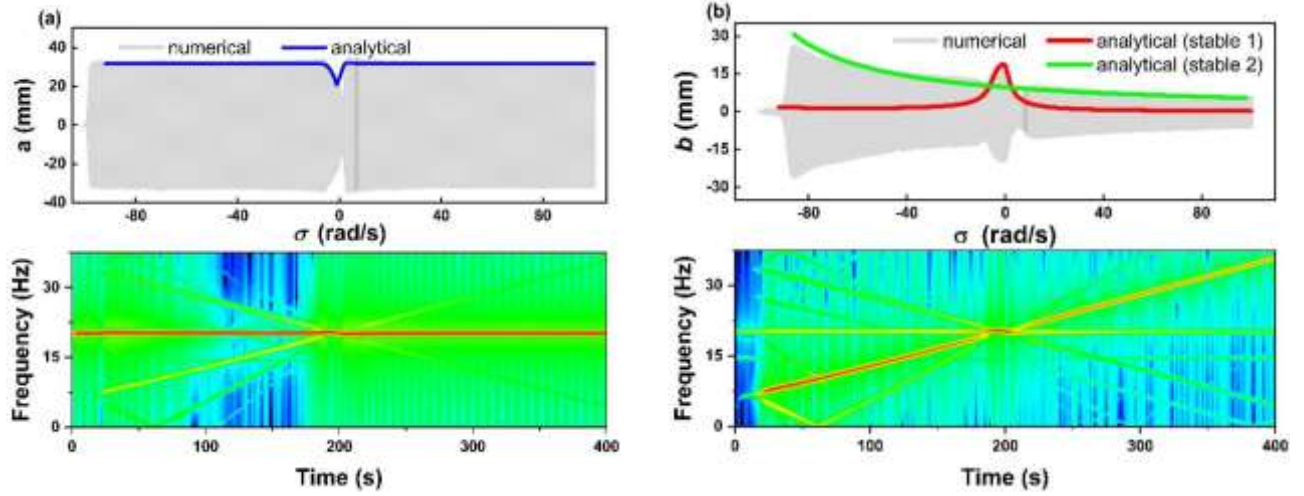 (a)
numerical analytical
a (mm)
40
20
0
-20
-40
-80 -40 0 40 80
σ (rad/s)
Frequency (Hz)
30
15
0
0 100 200 300 400
Time (s)
(b)
numerical analytical (stable 1)
analytical (stable 2)
b (mm)
30
15
0
-15
-30
-80 -40 0 40 80
σ (rad/s)
Frequency (Hz)
30
15
0
0 100 200 300 400
Time (s)